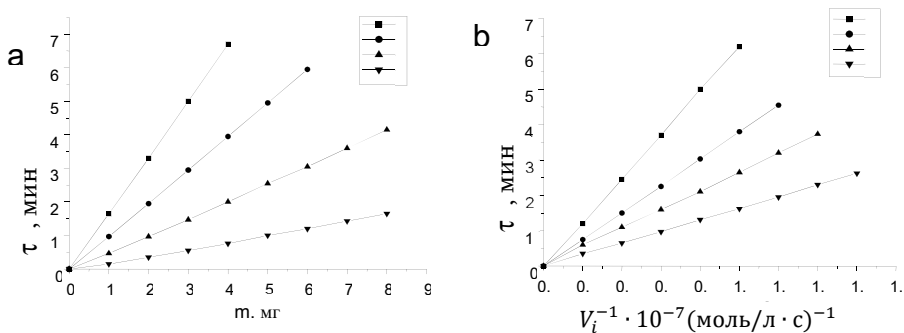 a
7
6
5
4
3
2
1
0
τ , мин
0 1 2 3 4 5 6 7 8 9
m. мг
b
7
6
5
4
3
2
1
0
τ , мин
0. 0. 0. 0. 0. 1. 1. 1. 1. 1.
V_i^{-1} · 10^{-7}(моль/л · с)^{-1}